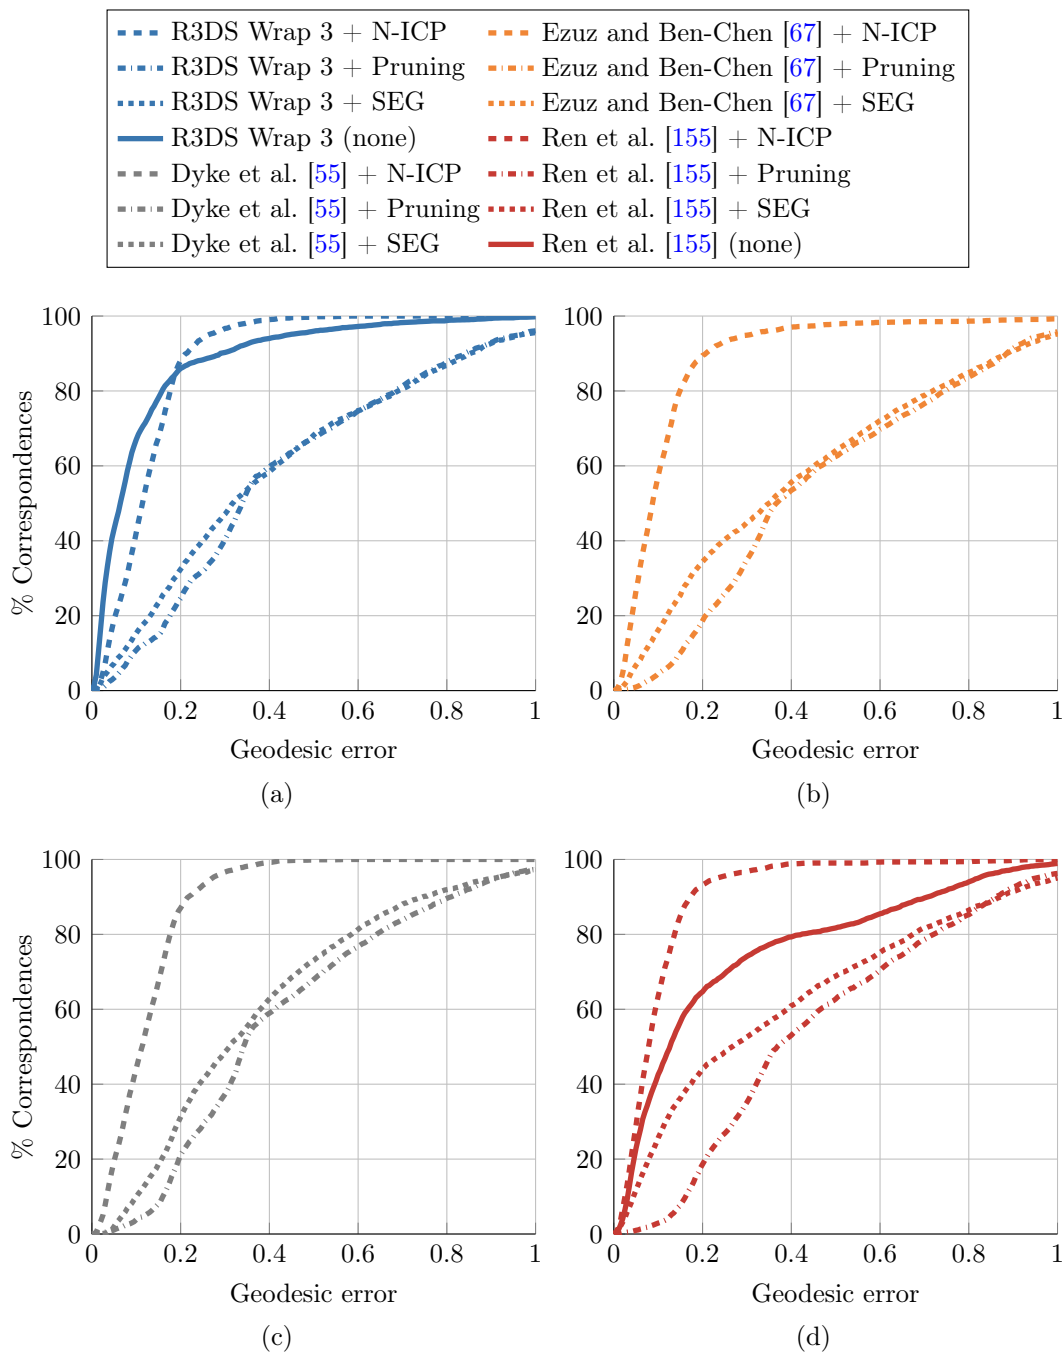 R3DS Wrap 3 + N-ICP
R3DS Wrap 3 + Pruning
R3DS Wrap 3 + SEG
R3DS Wrap 3 (none)
Dyke et al. [55] + N-ICP
Dyke et al. [55] + Pruning
Dyke et al. [55] + SEG
Ezuz and Ben-Chen [67] + N-ICP
Ezuz and Ben-Chen [67] + Pruning
Ezuz and Ben-Chen [67] + SEG
Ren et al. [155] + N-ICP
Ren et al. [155] + Pruning
Ren et al. [155] + SEG
Ren et al. [155] (none)
% Correspondences
100
80
60
40
20
0
0 0.2 0.4 0.6 0.8 1
Geodesic error
(a)
100
80
60
40
20
0
0 0.2 0.4 0.6 0.8 1
Geodesic error
(b)
% Correspondences
100
80
60
40
20
0
0 0.2 0.4 0.6 0.8 1
Geodesic error
(c)
100
80
60
40
20
0
0 0.2 0.4 0.6 0.8 1
Geodesic error
(d)